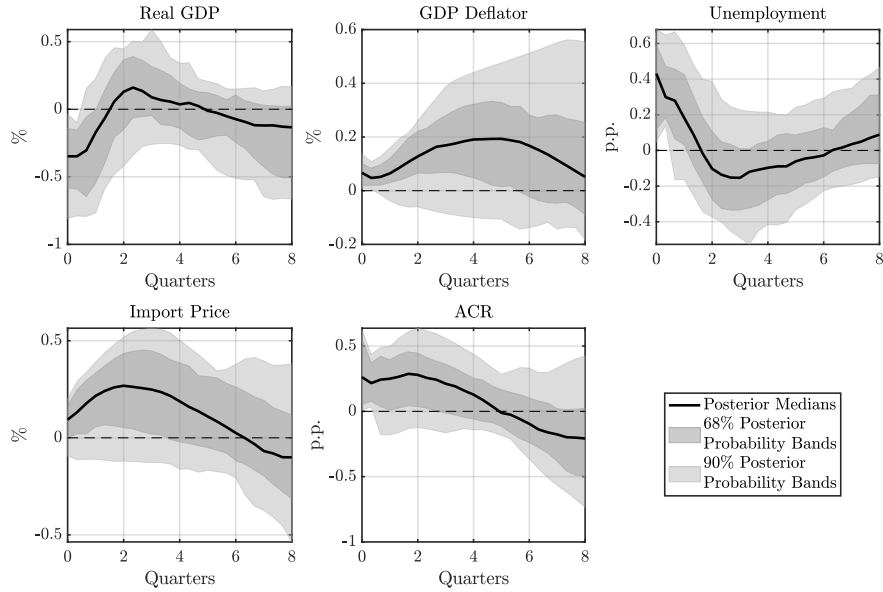 Real GDP
0.5
0
-0.5
-1
%
0 2 4 6 8
Quarters
GDP Deflator
0.6
0.4
0.2
0
-0.2
%
0 2 4 6 8
Quarters
Unemployment
0.6
0.4
0.2
0
-0.2
-0.4
p.p.
0 2 4 6 8
Quarters
Import Price
0.5
0
-0.5
%
0 2 4 6 8
Quarters
ACR
0.5
0
-0.5
-1
p.p.
0 2 4 6 8
Quarters
Posterior Medians
68% Posterior
Probability Bands
90% Posterior
Probability Bands